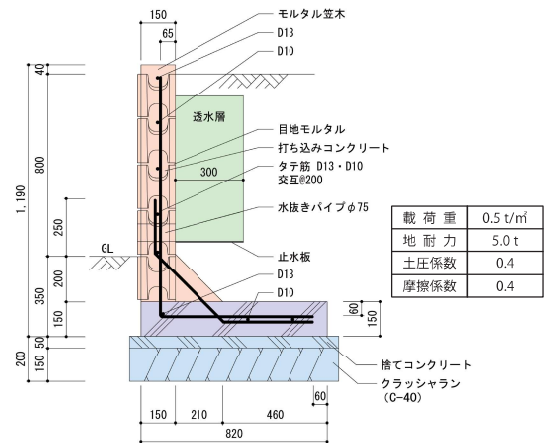 150
65
モルタル笠木
D13
D10
40
透水層
目地モルタル
打ち込みコンクリート
タテ筋 D13・D10
交互@200
800
300
1,190
水抜きパイプφ75
250
GL
止水板
200
350
D13
D10
150
60
150
50
20
150
捨てコンクリート
クラッシャラン
(C-40)
60
150
210
460
820
載荷重 0.5 t/㎡
地耐力 5.0 t
土圧係数 0.4
摩擦係数 0.4